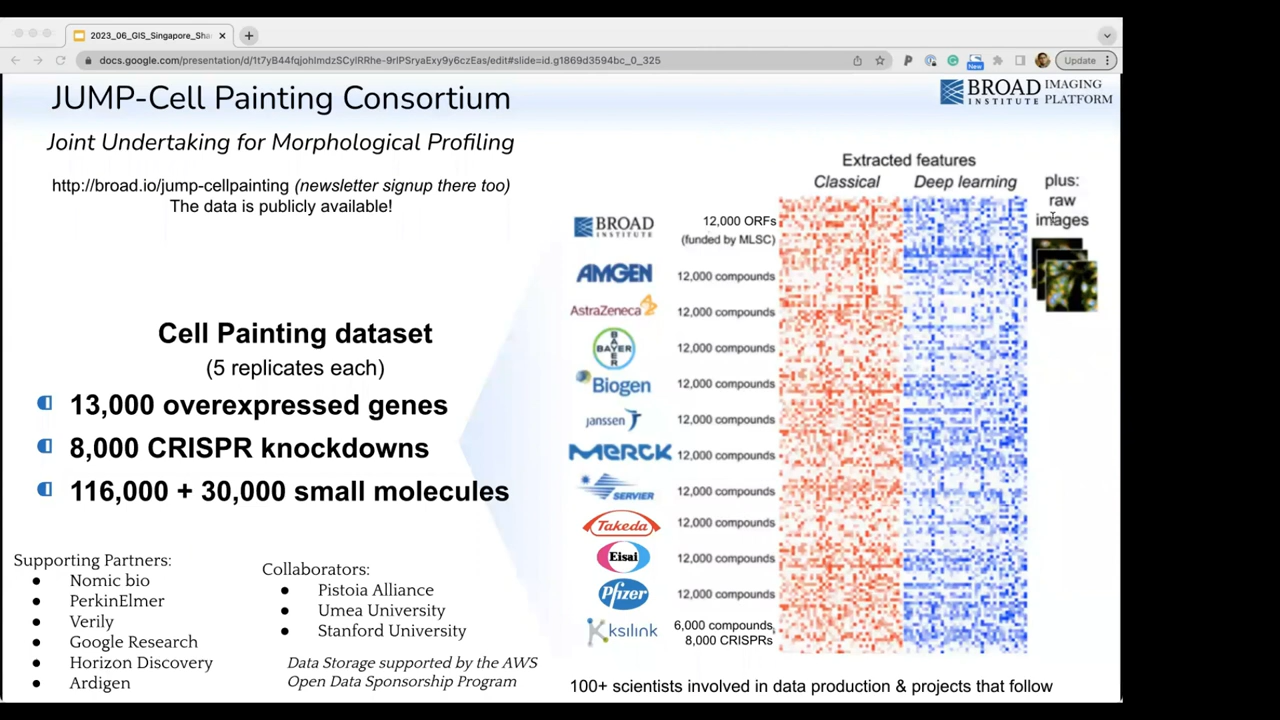 2023_06_GIS_Singapore_Sha
docs.google.com/presentation/d/1t7yB44fqjohlmdzSCylRRhe-9rlPSryaExy9y6czEas/edit#slide=id.g1869d3594bc_0_325
New
Update
JUMP-Cell Painting Consortium
BROAD INSTITUTE
IMAGING PLATFORM
Joint Undertaking for Morphological Profiling
http://broad.io/jump-cellpainting (newsletter signup there too)
The data is publicly available!
Extracted features
Classical Deep learning
plus:
raw
images
BROAD INSTITUTE
12,000 ORFs
(funded by MLSC)
AMGEN 12,000 compounds
AstraZeneca 12,000 compounds
BAYER BAYER 12,000 compounds
Biogen 12,000 compounds
janssen 12,000 compounds
MERCK 12,000 compounds
SERVIER 12,000 compounds
Takeda 12,000 compounds
Eisai 12,000 compounds
Pfizer 12,000 compounds
ksilink 6,000 compounds,
8,000 CRISPRs
Cell Painting dataset
(5 replicates each)
13,000 overexpressed genes
8,000 CRISPR knockdowns
116,000 + 30,000 small molecules
Supporting Partners:
● Nomic bio
● PerkinElmer
● Verily
● Google Research
● Horizon Discovery
● Ardigen
Collaborators:
● Pistoia Alliance
● Umea University
● Stanford University
Data Storage supported by the AWS
Open Data Sponsorship Program
100+ scientists involved in data production & projects that follow